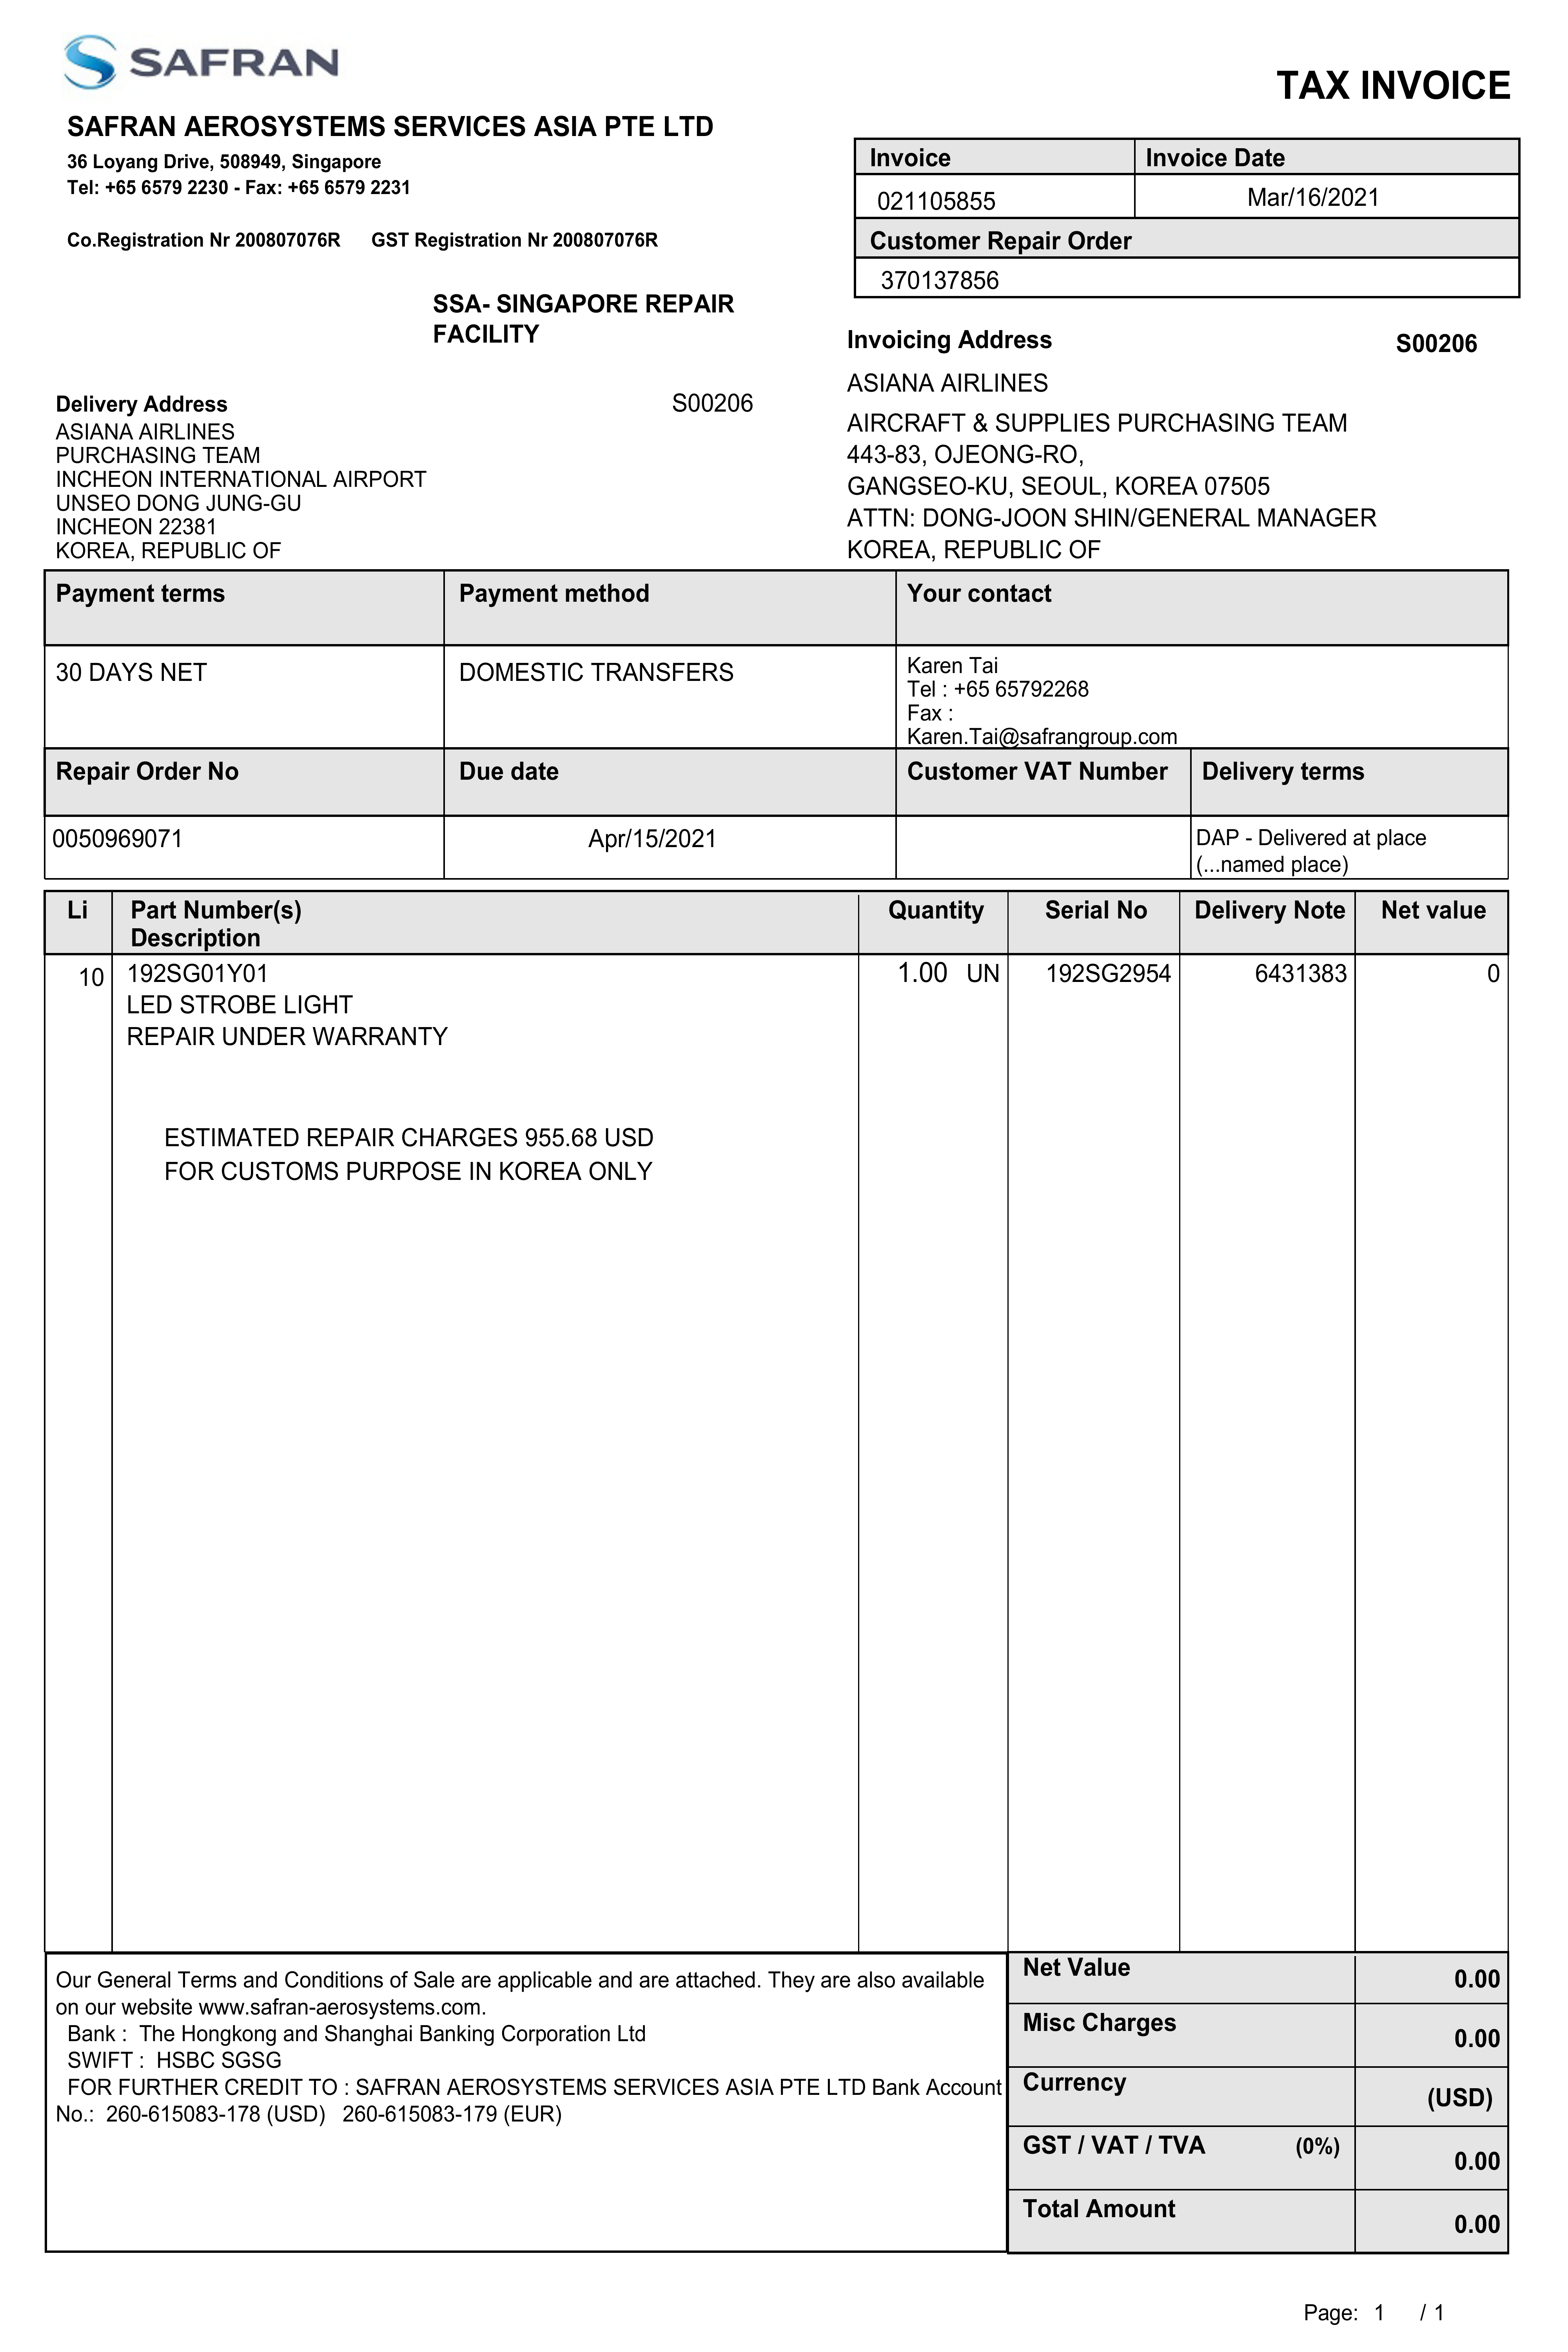 SAFRAN
TAX INVOICE
SAFRAN AEROSYSTEMS SERVICES ASIA PTE LTD
36 Loyang Drive, 508949, Singapore
Tel: +65 6579 2230 - Fax: +65 6579 2231
Co.Registration Nr 200807076R GST Registration Nr 200807076R
Invoice Invoice Date
021105855 Mar/16/2021
Customer Repair Order
370137856
SSA- SINGAPORE REPAIR
FACILITY
Invoicing Address S00206
ASIANA AIRLINES
AIRCRAFT & SUPPLIES PURCHASING TEAM
443-83, OJEONG-RO,
GANGSEO-KU, SEOUL, KOREA 07505
ATTN: DONG-JOON SHIN/GENERAL MANAGER
KOREA, REPUBLIC OF
Delivery Address S00206
ASIANA AIRLINES
PURCHASING TEAM
INCHEON INTERNATIONAL AIRPORT
UNSEO DONG JUNG-GU
INCHEON 22381
KOREA, REPUBLIC OF
Payment terms Payment method Your contact
30 DAYS NET DOMESTIC TRANSFERS Karen Tai
Tel : +65 65792268
Fax :
Karen.Tai@safrangroup.com
Repair Order No Due date Customer VAT Number Delivery terms
0050969071 Apr/15/2021 DAP - Delivered at place
(...named place)
Li Part Number(s) Quantity Serial No Delivery Note Net value
Description
10 192SG01Y01 1.00 UN 192SG2954 6431383 0
LED STROBE LIGHT
REPAIR UNDER WARRANTY
ESTIMATED REPAIR CHARGES 955.68 USD
FOR CUSTOMS PURPOSE IN KOREA ONLY
Our General Terms and Conditions of Sale are applicable and are attached. They are also available
on our website www.safran-aerosystems.com.
Bank : The Hongkong and Shanghai Banking Corporation Ltd
SWIFT : HSBC SGSG
FOR FURTHER CREDIT TO : SAFRAN AEROSYSTEMS SERVICES ASIA PTE LTD Bank Account
No.: 260-615083-178 (USD) 260-615083-179 (EUR)
Net Value 0.00
Misc Charges 0.00
Currency (USD)
GST / VAT / TVA (0%) 0.00
Total Amount 0.00
Page: 1 / 1